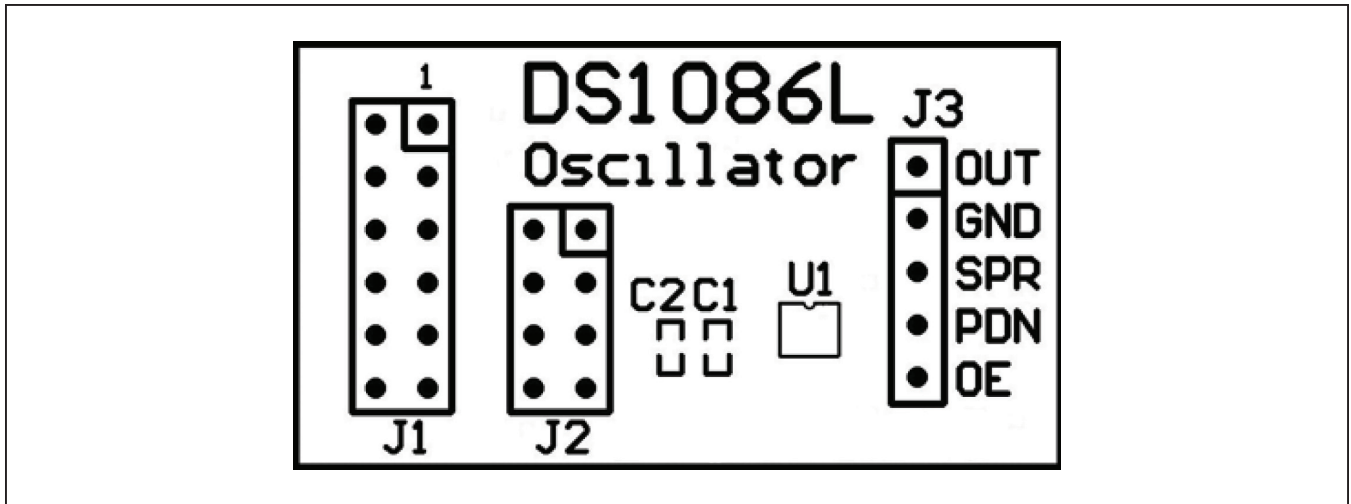 1
DS1086L
Oscillator
J3
OUT
GND
SPR
PDN
OE
C2 C1
U1
J1
J2